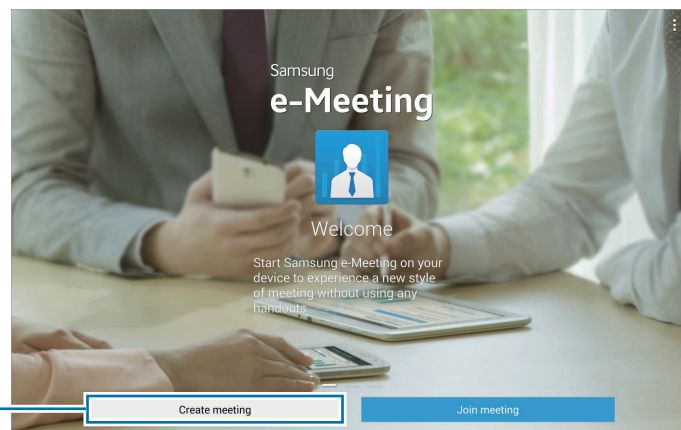 Samsung
e-Meeting
Welcome
Start Samsung e-Meeting on your
device to experience a new style
of meeting without using any
handouts.
Create meeting
Join meeting